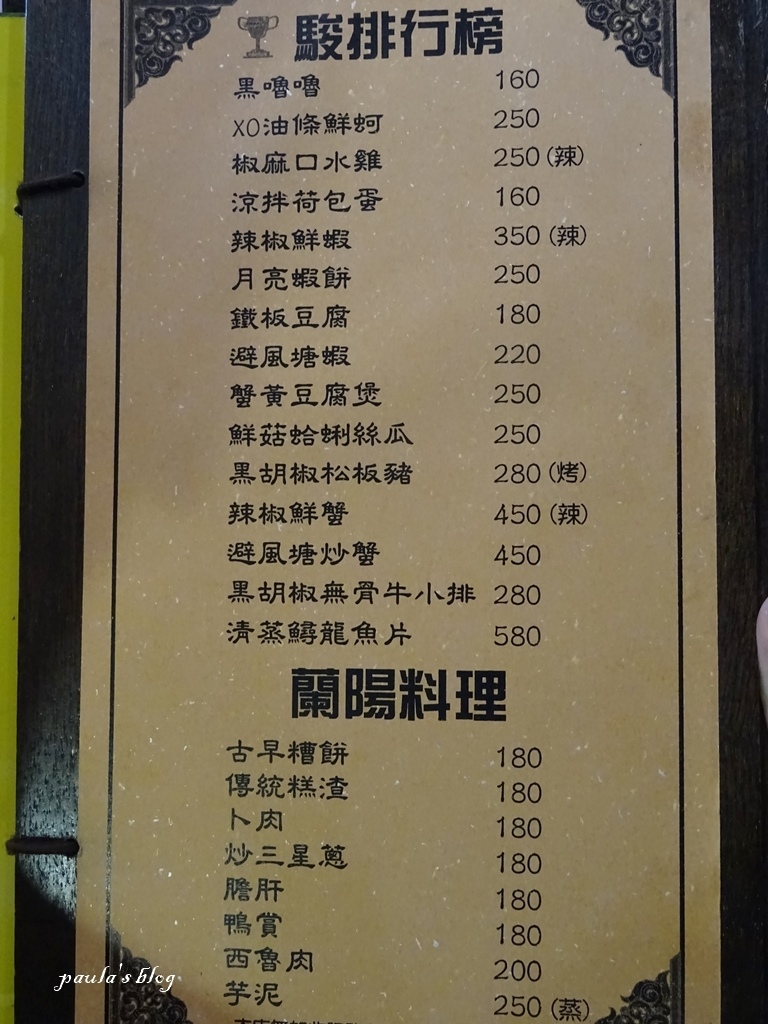 駿排行榜
黑嚕嚕 160
XO油條鮮蚵 250
椒麻口水雞 250 (辣)
涼拌荷包蛋 160
辣椒鮮蝦 350 (辣)
月亮蝦餅 250
鐵板豆腐 180
避風塘蝦 220
蟹黃豆腐煲 250
鮮菇蛤蜊絲瓜 250
黑胡椒松板豬 280 (烤)
辣椒鮮蟹 450 (辣)
避風塘炒蟹 450
黑胡椒無骨牛小排 280
清蒸鱘龍魚片 580
蘭陽料理
古早糟餅 180
傳統糕渣 180
卜肉 180
炒三星蔥 180
膽肝 180
鴨賞 180
西魯肉 200
芋泥 250 (蒸)
paula's blog